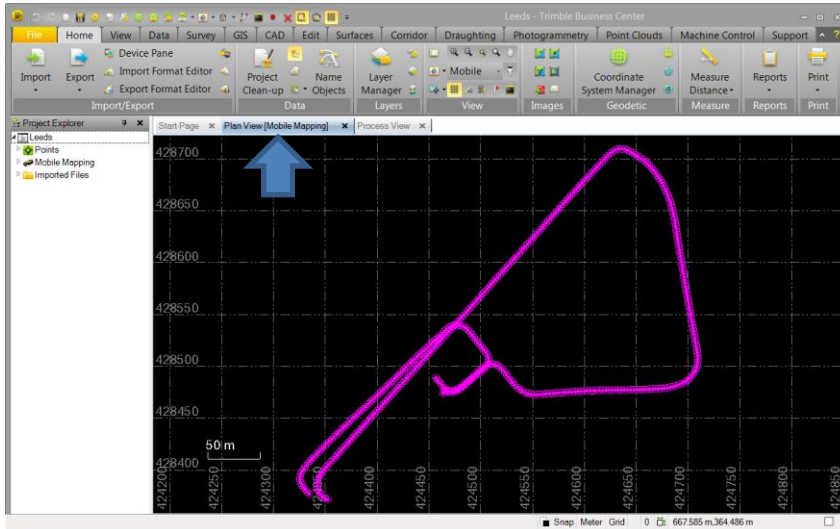 Leeds - Trimble Business Center
File Home View Data Survey GIS CAD Edit Surfaces Corridor Draughting Photogrammetry Point Clouds Machine Control Support
Import Export Device Pane Import Format Editor Export Format Editor
Project Clean-up Name Objects Layer Manager Mobile Coordinate System Manager Measure Distance Reports Print
Import/Export Data Layers View Images Geodetic Measure Reports Print
Project Explorer
Start Page Plan View [Mobile Mapping] Process View
Leeds
Points
Mobile Mapping
Imported Files
428700
428650
428600
428550
428500
428450
50 m
428400
424200 424250 424300 424350 424400 424450 424500 424550 424600 424650 424700 424750 424800 424850
Snap Meter Grid 0 667.585 m,364.486 m